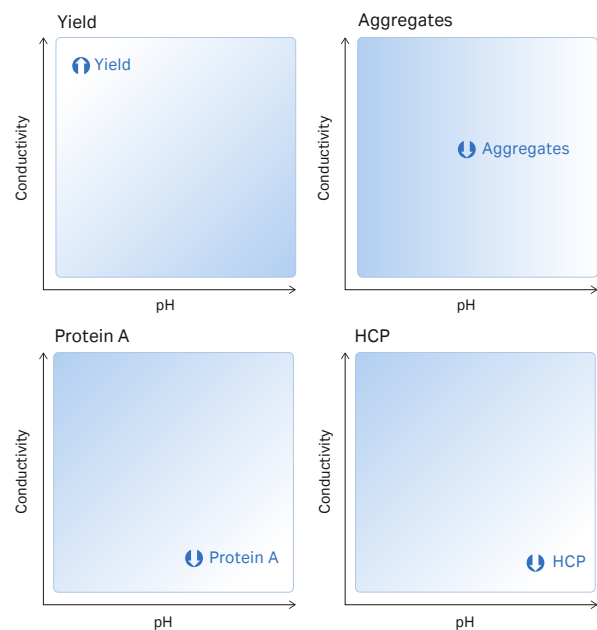 Yield
Aggregates
Yield
Conductivity
pH
Aggregates
Conductivity
pH
Protein A
HCP
Conductivity
Protein A
pH
Conductivity
HCP
pH